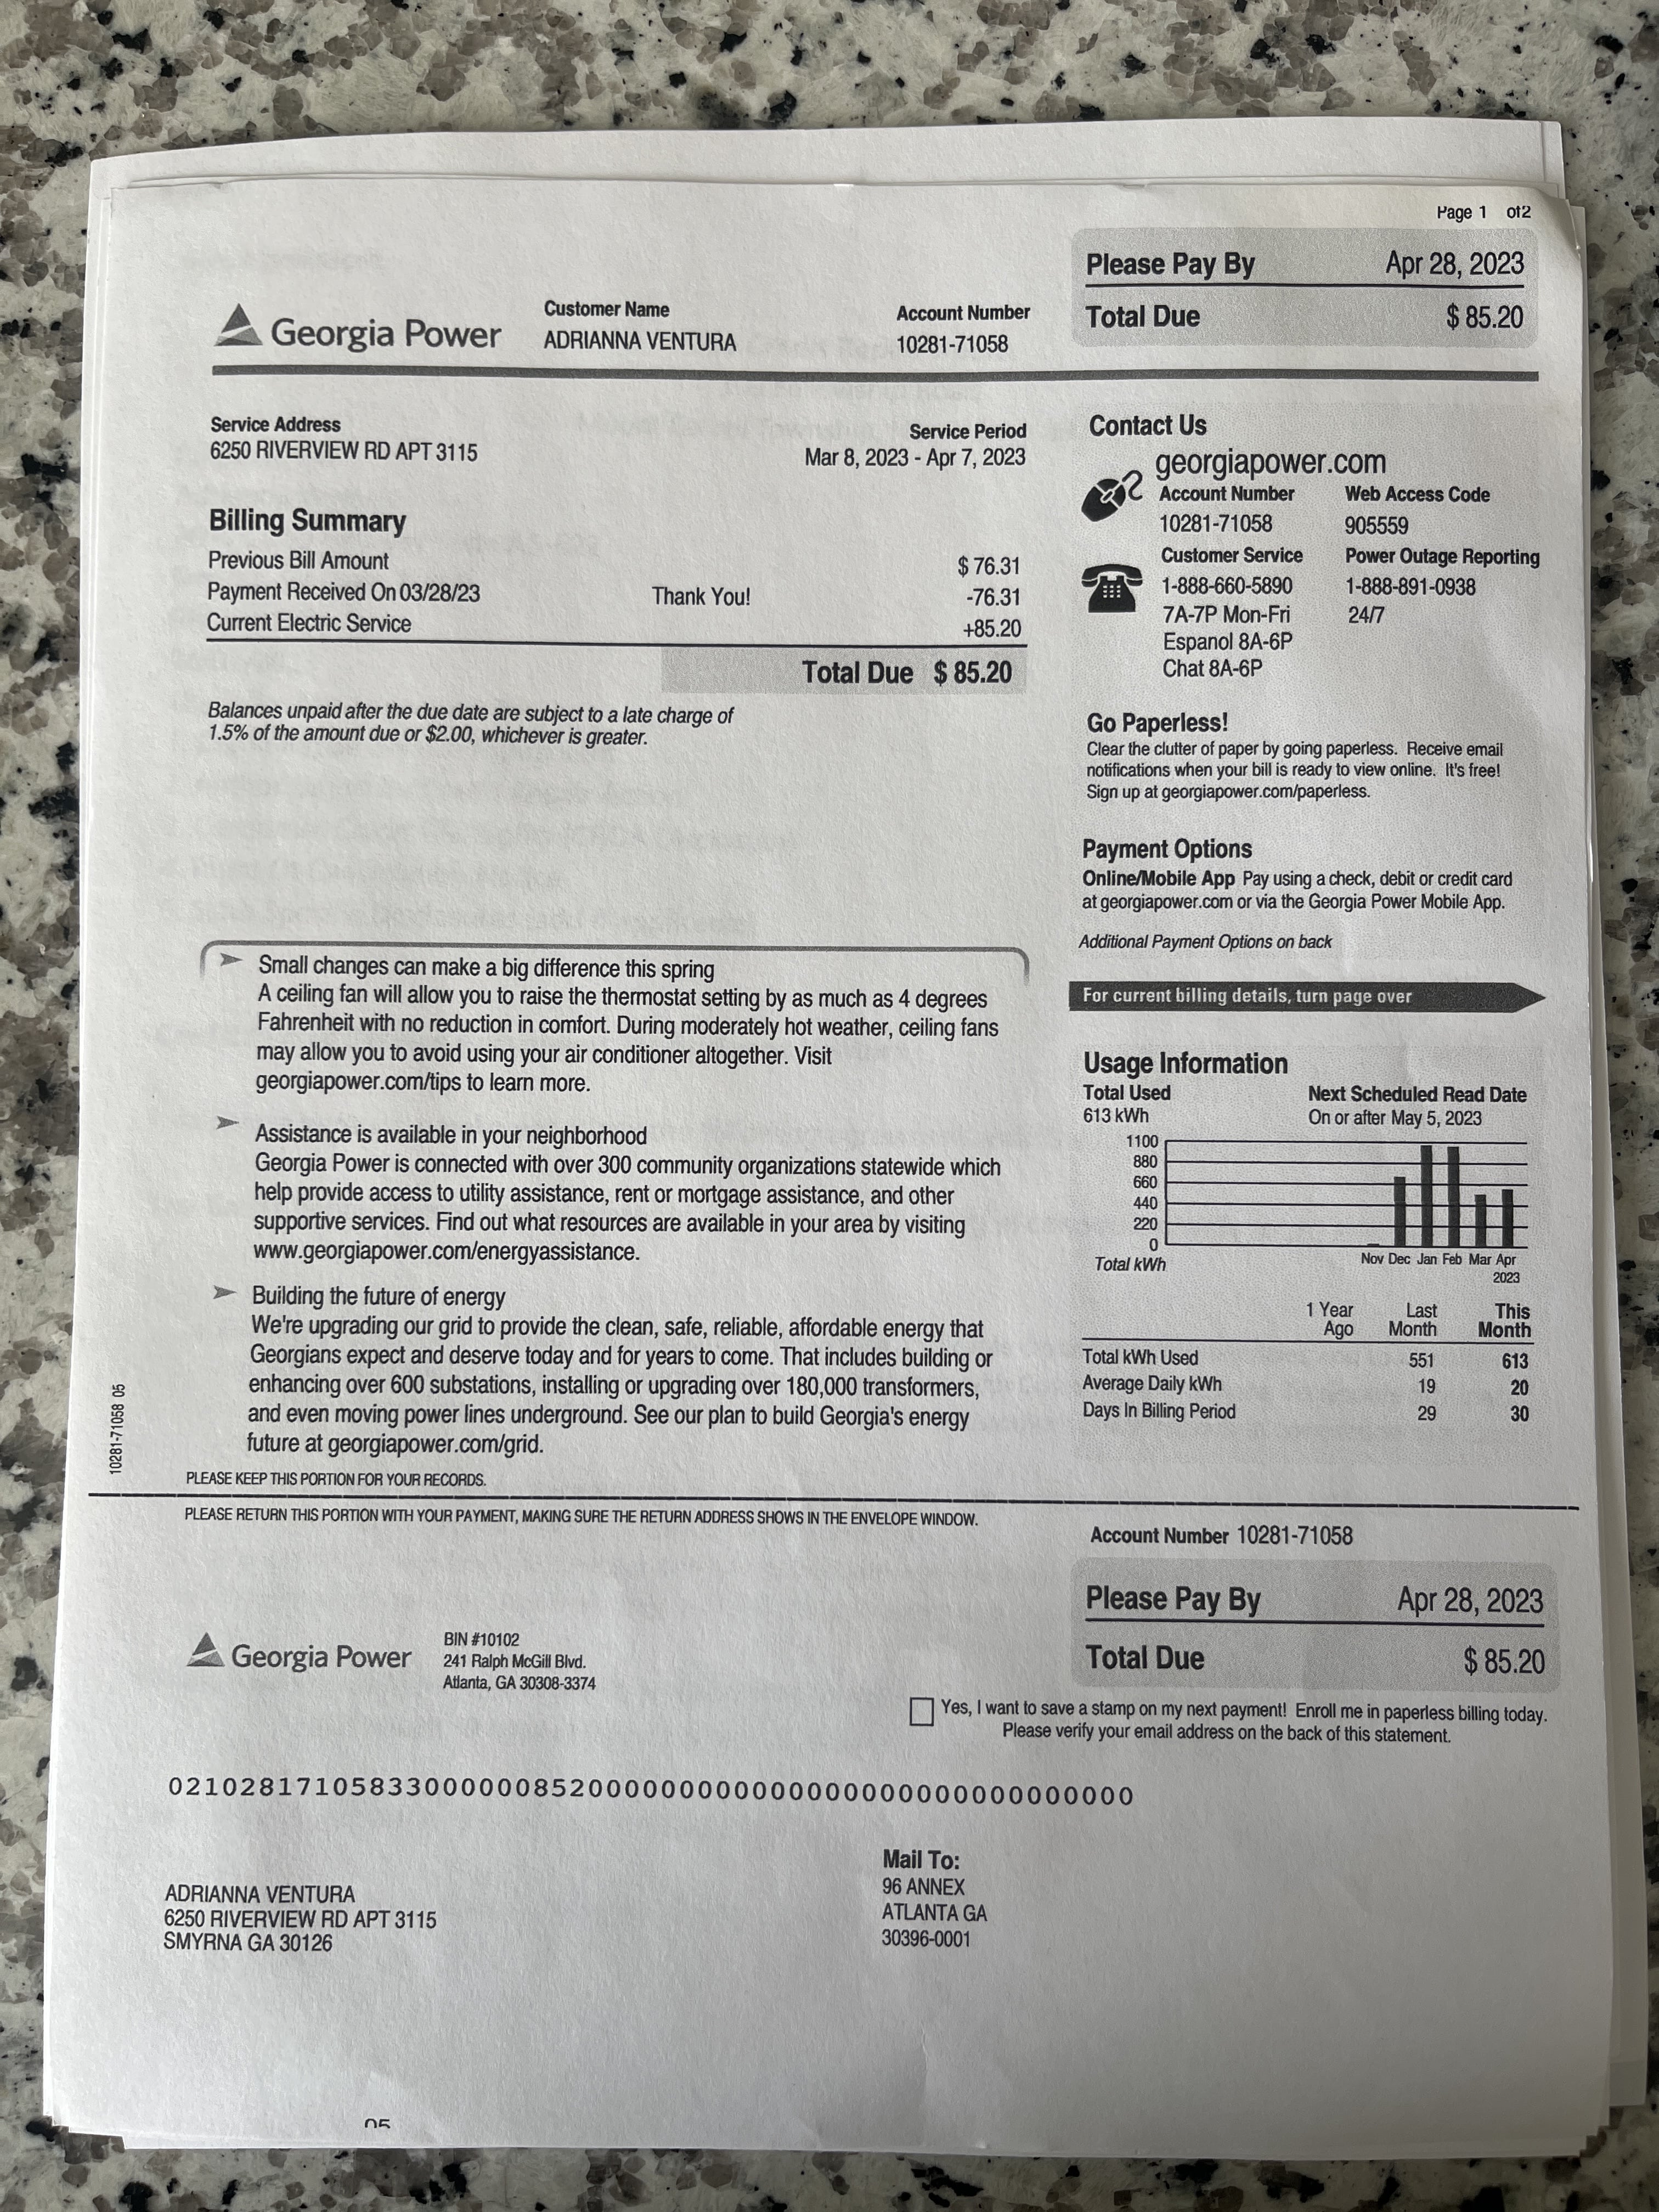 Page 1 of2
Please Pay By Apr 28, 2023
Total Due $ 85.20
Georgia Power
Customer Name
ADRIANNA VENTURA
Account Number
10281-71058
Service Address
6250 RIVERVIEW RD APT 3115
Service Period
Mar 8, 2023 - Apr 7, 2023
Billing Summary
Previous Bill Amount $ 76.31
Payment Received On 03/28/23 Thank You! -76.31
Current Electric Service +85.20
Total Due $ 85.20
Balances unpaid after the due date are subject to a late charge of
1.5% of the amount due or $2.00, whichever is greater.
Contact Us
georgiapower.com
Account Number Web Access Code
10281-71058 905559
Customer Service Power Outage Reporting
1-888-660-5890 1-888-891-0938
7A-7P Mon-Fri 24/7
Espanol 8A-6P
Chat 8A-6P
Go Paperless!
Clear the clutter of paper by going paperless. Receive email
notifications when your bill is ready to view online. It's free!
Sign up at georgiapower.com/paperless.
Payment Options
Online/Mobile App Pay using a check, debit or credit card
at georgiapower.com or via the Georgia Power Mobile App.
Additional Payment Options on back
For current billing details, turn page over
Small changes can make a big difference this spring
A ceiling fan will allow you to raise the thermostat setting by as much as 4 degrees
Fahrenheit with no reduction in comfort. During moderately hot weather, ceiling fans
may allow you to avoid using your air conditioner altogether. Visit
georgiapower.com/tips to learn more.
Assistance is available in your neighborhood
Georgia Power is connected with over 300 community organizations statewide which
help provide access to utility assistance, rent or mortgage assistance, and other
supportive services. Find out what resources are available in your area by visiting
www.georgiapower.com/energyassistance.
Building the future of energy
We're upgrading our grid to provide the clean, safe, reliable, affordable energy that
Georgians expect and deserve today and for years to come. That includes building or
enhancing over 600 substations, installing or upgrading over 180,000 transformers,
and even moving power lines underground. See our plan to build Georgia's energy
future at georgiapower.com/grid.
Usage Information
Total Used Next Scheduled Read Date
613 kWh On or after May 5, 2023
1100
880
660
440
220
0
Total kWh
Nov Dec Jan Feb Mar Apr
2023
1 Year Last This
Ago Month Month
Total kWh Used 551 613
Average Daily kWh 19 20
Days In Billing Period 29 30
10281-71058 05
PLEASE KEEP THIS PORTION FOR YOUR RECORDS.
PLEASE RETURN THIS PORTION WITH YOUR PAYMENT, MAKING SURE THE RETURN ADDRESS SHOWS IN THE ENVELOPE WINDOW.
Account Number 10281-71058
Please Pay By Apr 28, 2023
Total Due $ 85.20
Georgia Power
BIN #10102
241 Ralph McGill Blvd.
Atlanta, GA 30308-3374
Yes, I want to save a stamp on my next payment! Enroll me in paperless billing today.
Please verify your email address on the back of this statement.
ADRIANNA VENTURA
6250 RIVERVIEW RD APT 3115
SMYRNA GA 30126
Mail To:
96 ANNEX
ATLANTA GA
30396-0001
05